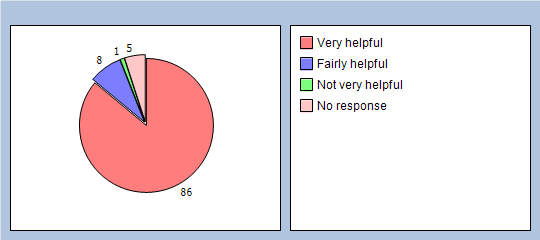 8
1
5
86
Very helpful
Fairly helpful
Not very helpful
No response